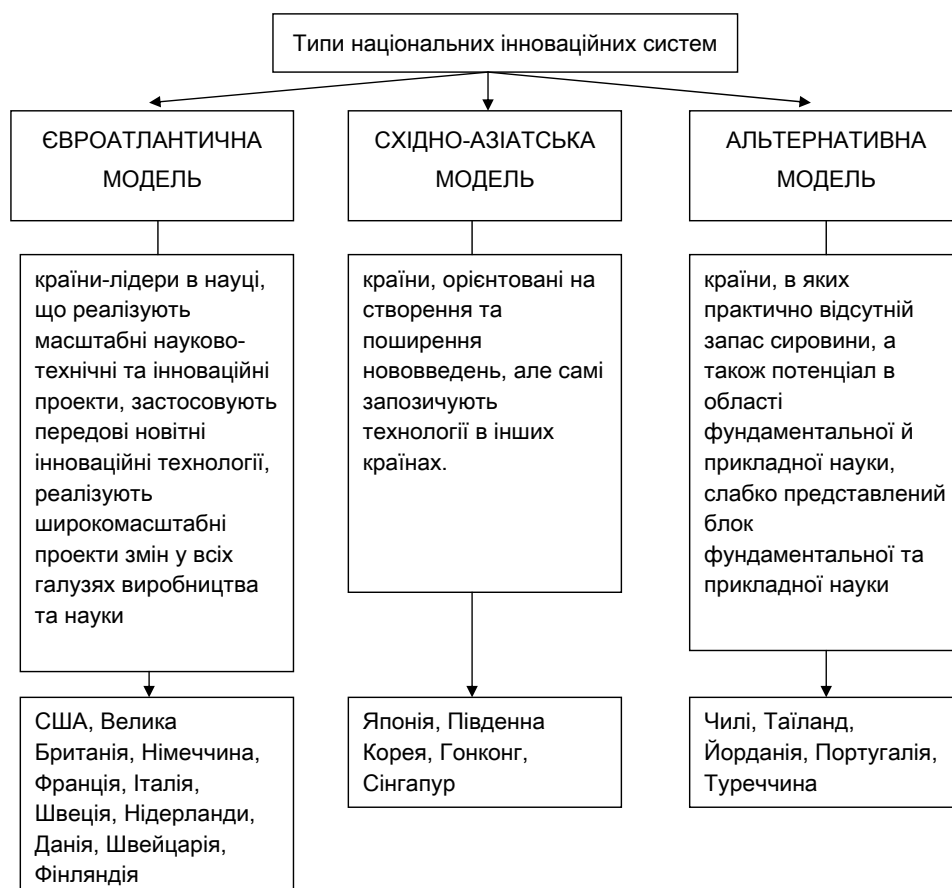 Типи національних інноваційних систем
ЄВРОАТЛАНТИЧНА
МОДЕЛЬ
СХІДНО-АЗІАТСЬКА
МОДЕЛЬ
АЛЬТЕРНАТИВНА
МОДЕЛЬ
країни-лідери в науці,
що реалізують
масштабні науково-
технічні та інноваційні
проекти, застосовують
передові новітні
інноваційні технології,
реалізують
широкомасштабні
проекти змін у всіх
галузях виробництва
та науки
країни, орієнтовані на
створення та
поширення
нововведень, але самі
запозичують
технології в інших
країнах.
країни, в яких
практично відсутній
запас сировини, а
також потенціал в
області
фундаментальної й
прикладної науки,
слабко представлений
блок
фундаментальної та
прикладної науки
США, Велика
Британія, Німеччина,
Франція, Італія,
Швеція, Нідерланди,
Данія, Швейцарія,
Фінляндія
Японія, Південна
Корея, Гонконг,
Сінгапур
Чилі, Таїланд,
Йорданія, Португалія,
Туреччина